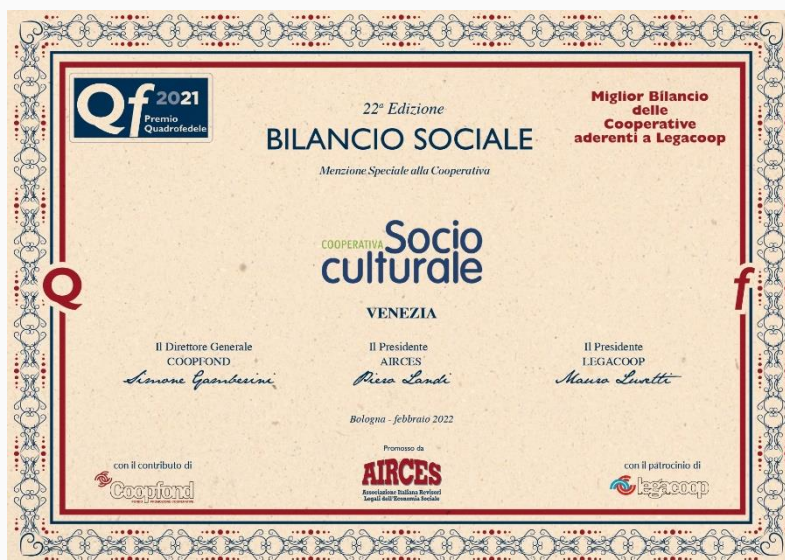 Qf 2021
Premio
Quadrofedele
22ª Edizione
BILANCIO SOCIALE
Menzione Speciale alla Cooperativa
Miglior Bilancio
delle
Cooperative
aderenti a Legacoop
COOPERATIVA Socio
culturale
VENEZIA
Q
f
Il Direttore Generale
COOPFOND
Simone Gamberini
Il Presidente
AIRCES
Piero Landi
Il Presidente
LEGACOOP
Mauro Lusetti
Bologna - febbraio 2022
con il contributo di
Coopfond
Promosso da
AIRCES
Associazione Italiana Revisori
Legali dell'Economia Sociale
con il patrocinio di
legacoop